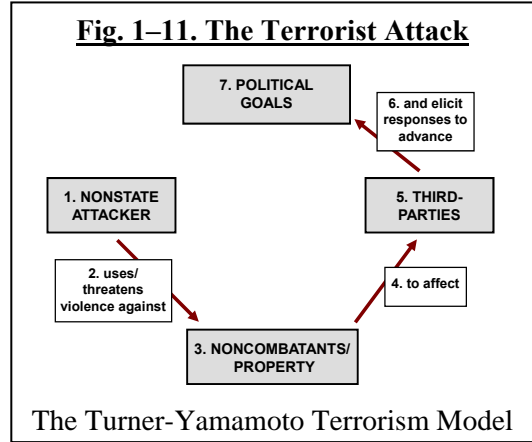 Fig. 1–11. The Terrorist Attack
7. POLITICAL
GOALS
6. and elicit
responses to
advance
1. NONSTATE
ATTACKER
5. THIRD-
PARTIES
2. uses/
threatens
violence against
4. to affect
3. NONCOMBATANTS/
PROPERTY
The Turner-Yamamoto Terrorism Model